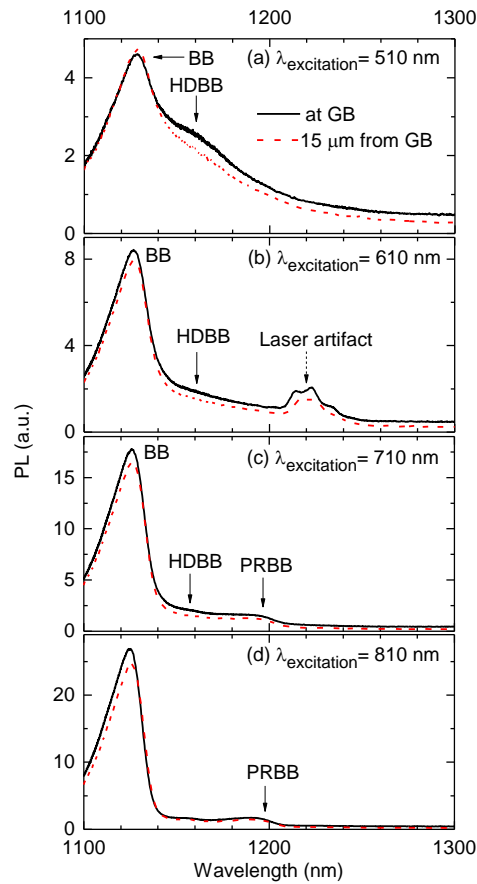 1100 1200 1300
(a) λexcitation= 510 nm
BB
HDBB
at GB
15 μm from GB
4
2
0
(b) λexcitation= 610 nm
BB
HDBB
Laser artifact
8
4
0
(c) λexcitation= 710 nm
BB
HDBB PRBB
15
10
5
0
(d) λexcitation= 810 nm
PRBB
20
10
0
PL (a.u.)
1100 1200 1300
Wavelength (nm)